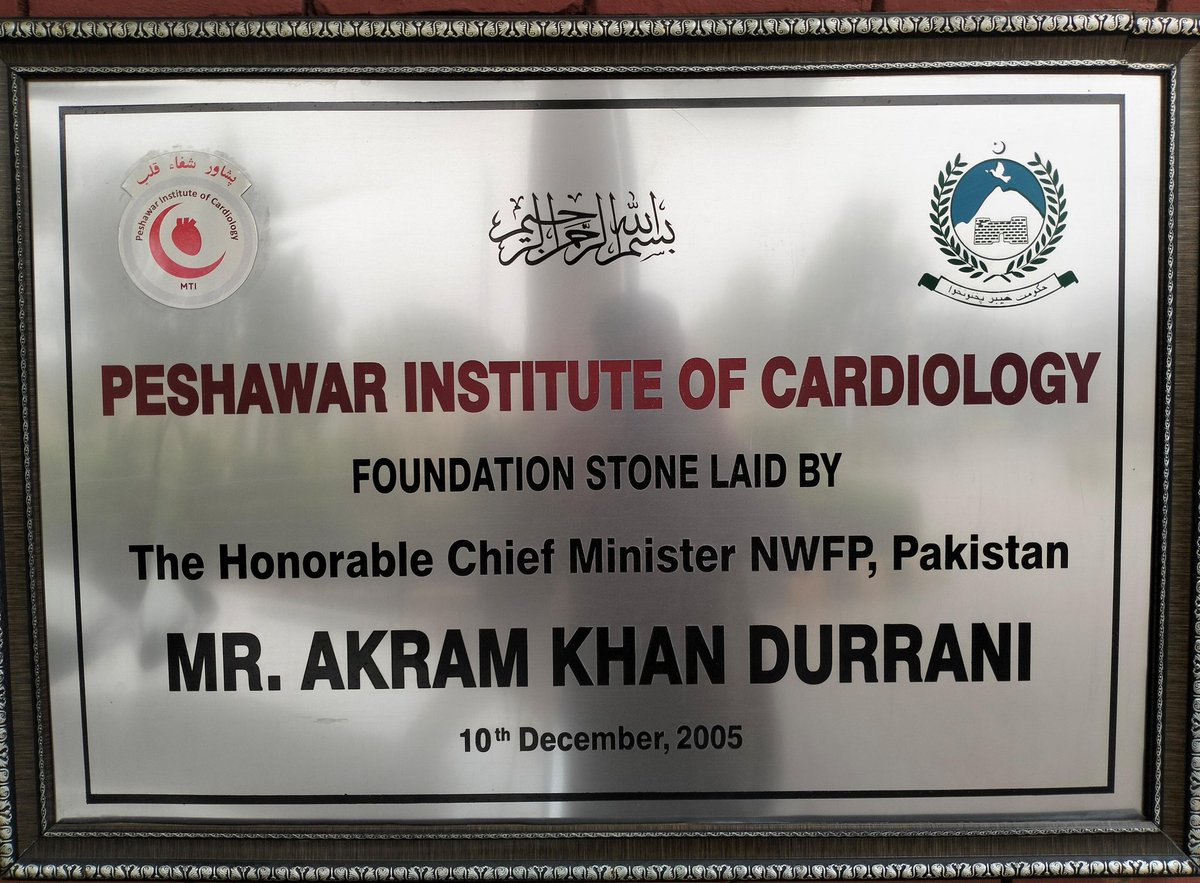 پشاور شفاء قلب
Peshawar Institute of Cardiology
MTI
بسم الله الرحمن الرحيم
حکومت خیبر پختونخوا
PESHAWAR INSTITUTE OF CARDIOLOGY
FOUNDATION STONE LAID BY
The Honorable Chief Minister NWFP, Pakistan
MR. AKRAM KHAN DURRANI
10th December, 2005